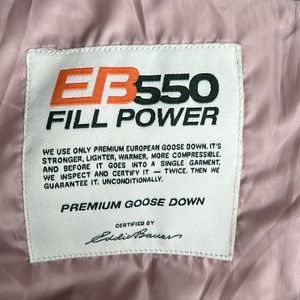 EB550
FILL POWER
WE USE ONLY PREMIUM EUROPEAN GOOSE DOWN. IT'S
STRONGER, LIGHTER, WARMER, MORE COMPRESSIBLE.
AND BEFORE IT GOES INTO A SINGLE GARMENT,
WE INSPECT AND CERTIFY IT — TWICE. THEN WE
GUARANTEE IT. UNCONDITIONALLY.
PREMIUM GOOSE DOWN
CERTIFIED BY
Eddie Bauer